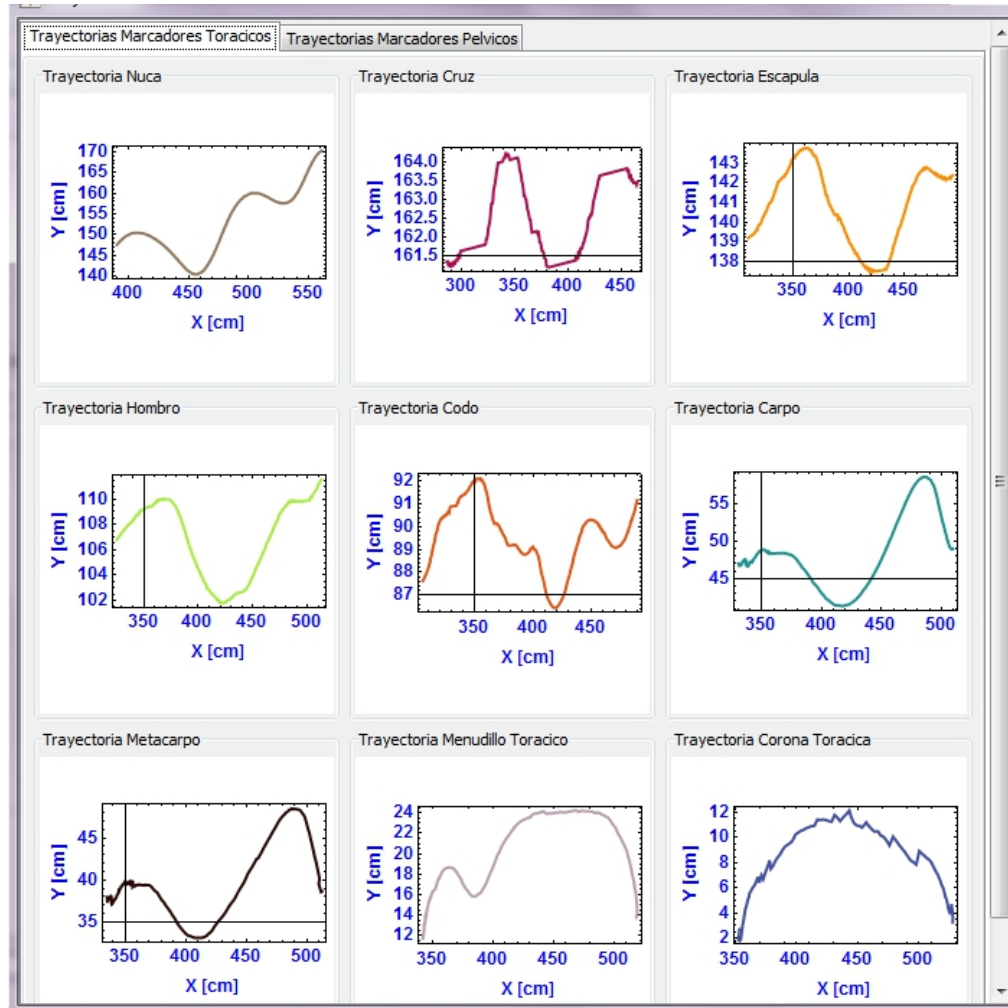 Trayectorias Marcadores Toracicos Trayectorias Marcadores Pelvicos
Trayectoria Nuca
170
165
160
155
150
145
140
Y [cm]
400 450 500 550
X [cm]
Trayectoria Cruz
164.0
163.5
163.0
162.5
162.0
161.5
Y [cm]
300 350 400 450
X [cm]
Trayectoria Escapula
143
142
141
140
139
138
Y [cm]
350 400 450
X [cm]
Trayectoria Hombro
110
108
106
104
102
Y [cm]
350 400 450 500
X [cm]
Trayectoria Codo
92
91
90
89
88
87
Y [cm]
350 400 450
X [cm]
Trayectoria Carpo
55
50
45
Y [cm]
350 400 450 500
X [cm]
Trayectoria Metacarpo
45
40
35
Y [cm]
350 400 450 500
X [cm]
Trayectoria Menudillo Toracico
24
22
20
18
16
14
12
Y [cm]
350 400 450 500
X [cm]
Trayectoria Corona Toracica
12
10
8
6
4
2
Y [cm]
350 400 450 500
X [cm]